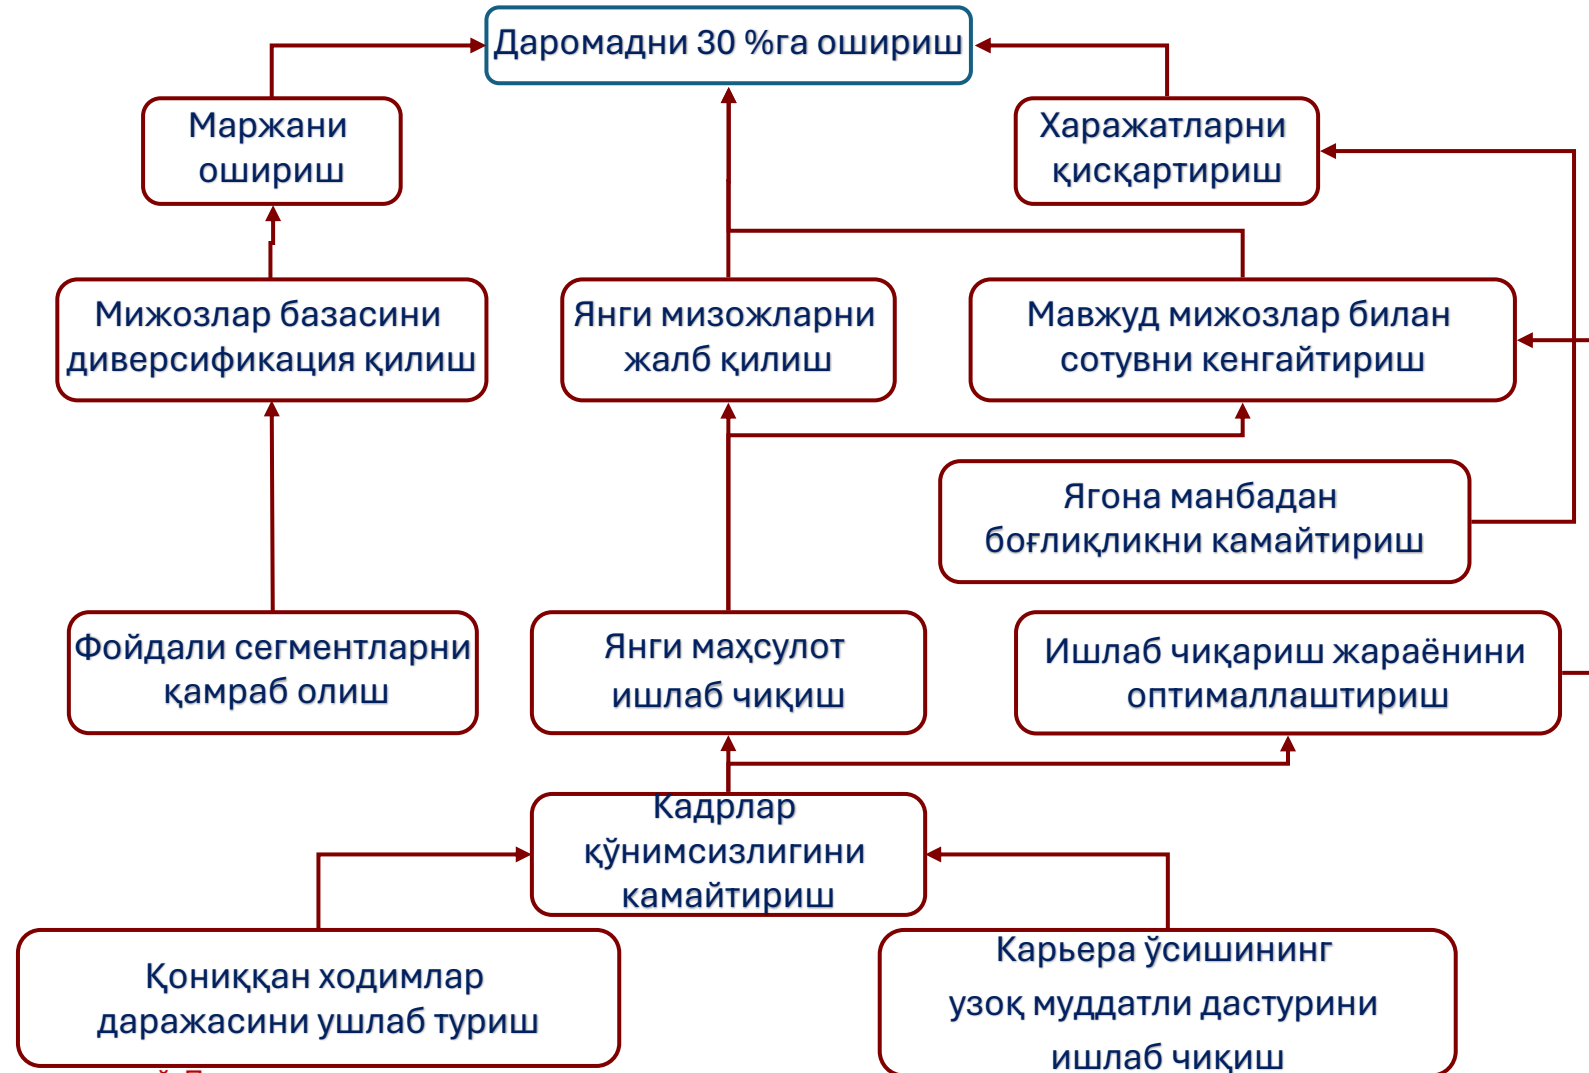 Даромадни 30 %га ошириш
Маржани
ошириш
Харажатларни
қисқартириш
Мижозлар базасини
диверсификация қилиш
Янги мизожларни
жалб қилиш
Мавжуд мижозлар билан
сотувни кенгайтириш
Ягона манбадан
боғлиқликни камайтириш
Фойдали сегментларни
қамраб олиш
Янги маҳсулот
ишлаб чиқиш
Ишлаб чиқариш жараёнини
оптималлаштириш
Кадрлар
қўнимсизлигини
камайтириш
Қониққан ходимлар
даражасини ушлаб туриш
Карьера ўсишининг
узоқ муддатли дастурини
ишлаб чиқиш